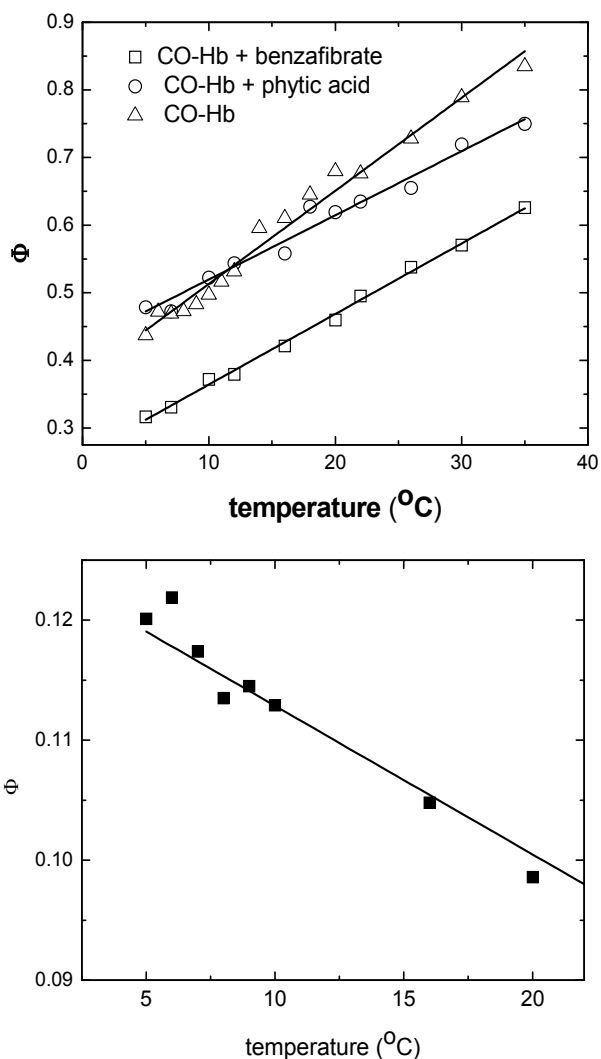 0.9
□ CO-Hb + benzafibrate
0.8
○ CO-Hb + phytic acid
△ CO-Hb
0.7
0.6
Φ
0.5
0.4
0.3
0 10 20 30 40
temperature (°C)
0.12
0.11
Φ
0.10
0.09
5 10 15 20
temperature (°C)